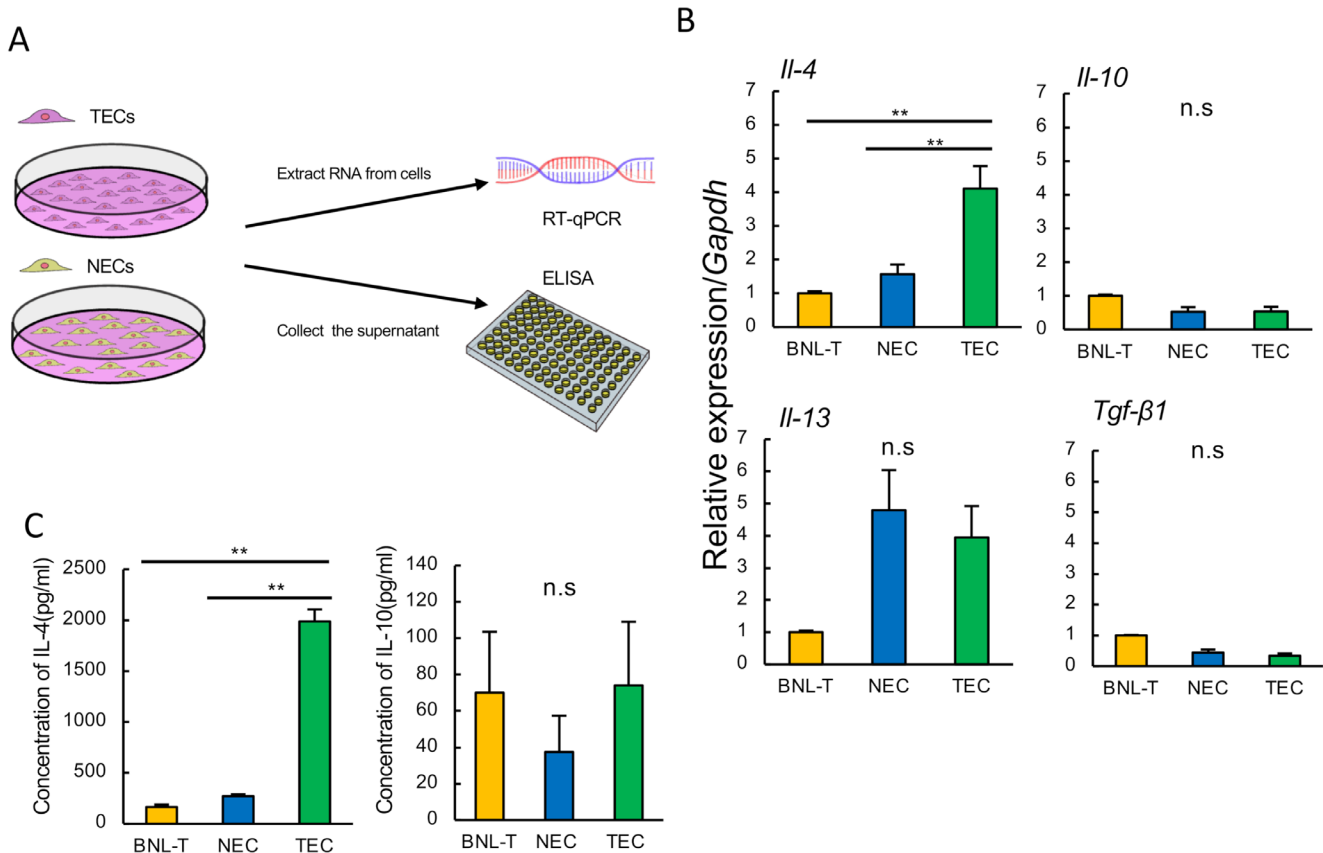 A
TECs
Extract RNA from cells
RT-qPCR
NECs
ELISA
Collect the supernatant
B
Relative expression/Gapdh
Il-4
7
6
5
4
3
2
1
0
**
**
BNL-T NEC TEC
Il-10
7
6
5
4
3
2
1
0
n.s
BNL-T NEC TEC
Il-13
7
6
5
4
3
2
1
0
n.s
BNL-T NEC TEC
Tgf-β1
7
6
5
4
3
2
1
0
n.s
BNL-T NEC TEC
C
Concentration of IL-4(pg/ml)
2500
2000
1500
1000
500
0
**
**
BNL-T NEC TEC
Concentration of IL-10(pg/ml)
140
120
100
80
60
40
20
0
n.s
BNL-T NEC TEC